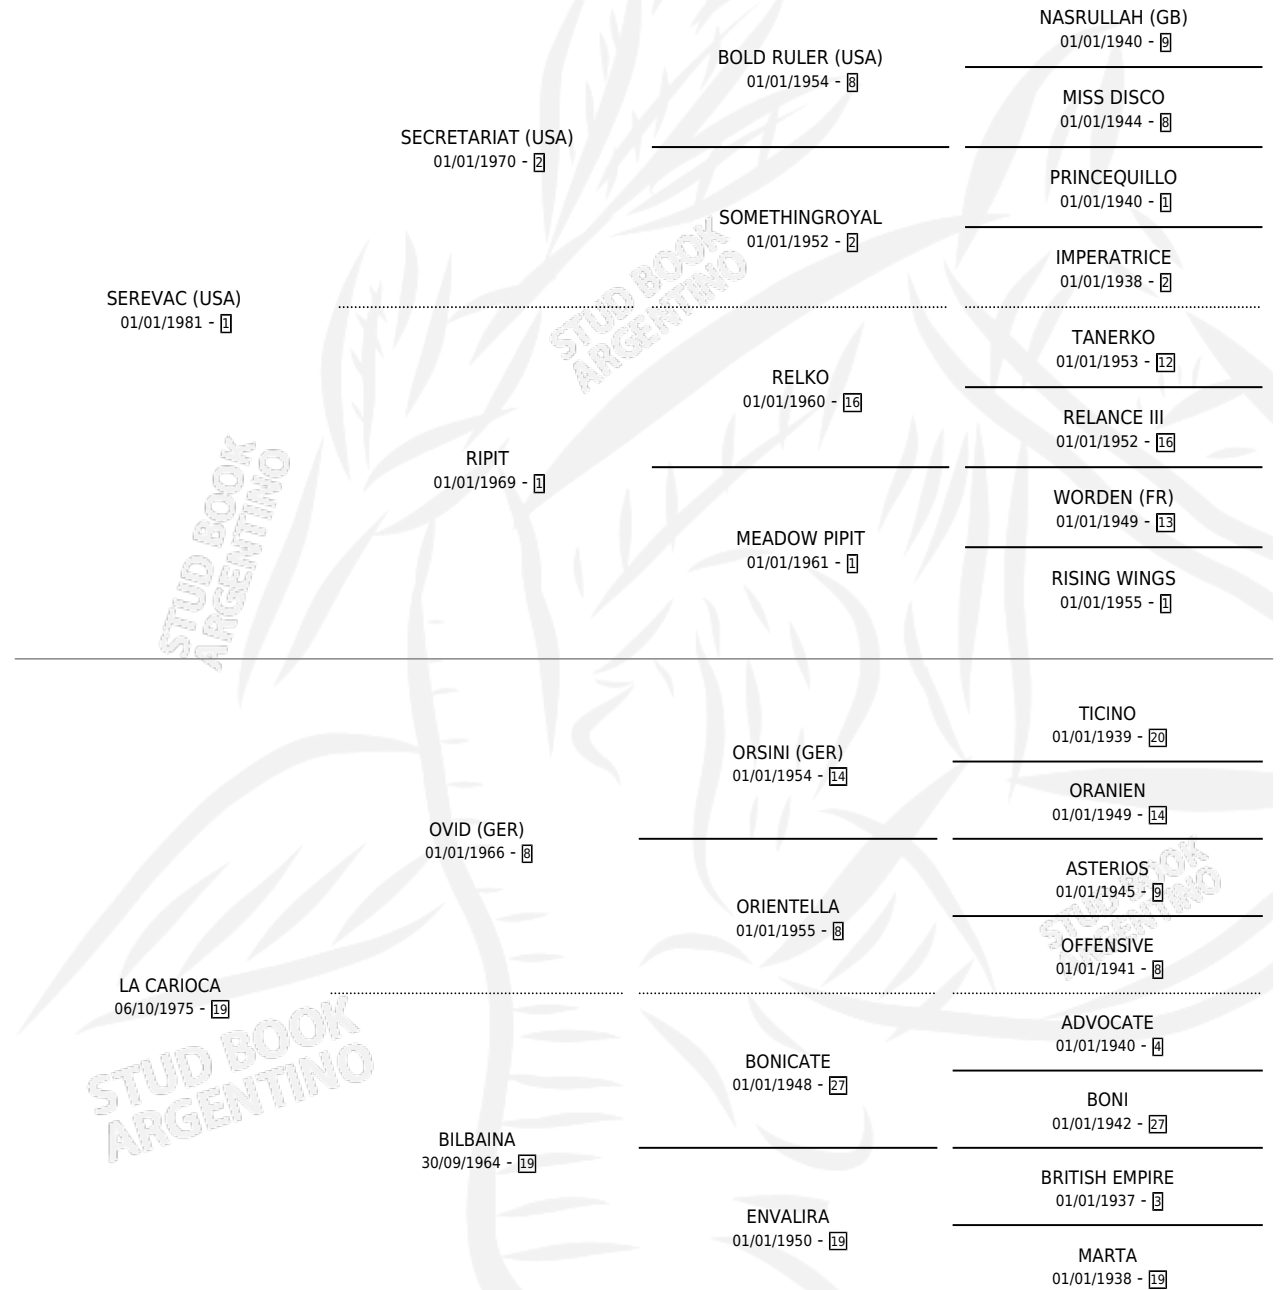 NASRULLAH (GB)
01/01/1940 - 9
BOLD RULER (USA)
01/01/1954 - 8
MISS DISCO
01/01/1944 - 8
SECRETARIAT (USA)
01/01/1970 - 2
PRINCEQUILLO
01/01/1940 - 1
SOMETHINGROYAL
01/01/1952 - 2
IMPERATRICE
01/01/1938 - 2
SEREVAC (USA)
01/01/1981 - 1
STUD BOOK
ARGENTINO
TANERKO
01/01/1953 - 12
RELKO
01/01/1960 - 16
RELANCE III
01/01/1952 - 16
RIPIT
01/01/1969 - 1
WORDEN (FR)
01/01/1949 - 13
MEADOW PIPIT
01/01/1961 - 1
RISING WINGS
01/01/1955 - 1
STUD BOOK
ARGENTINO
TICINO
01/01/1939 - 20
ORSINI (GER)
01/01/1954 - 14
ORANIEN
01/01/1949 - 14
OVID (GER)
01/01/1966 - 8
ASTERIOS
01/01/1945 - 9
ORIENTELLA
01/01/1955 - 8
OFFENSIVE
01/01/1941 - 8
STUD BOOK
ARGENTINO
LA CARIOCA
06/10/1975 - 19
STUD BOOK
ARGENTINO
ADVOCATE
01/01/1940 - 4
BONICATE
01/01/1948 - 27
BONI
01/01/1942 - 27
BILBAINA
30/09/1964 - 19
BRITISH EMPIRE
01/01/1937 - 3
ENVALIRA
01/01/1950 - 19
MARTA
01/01/1938 - 19